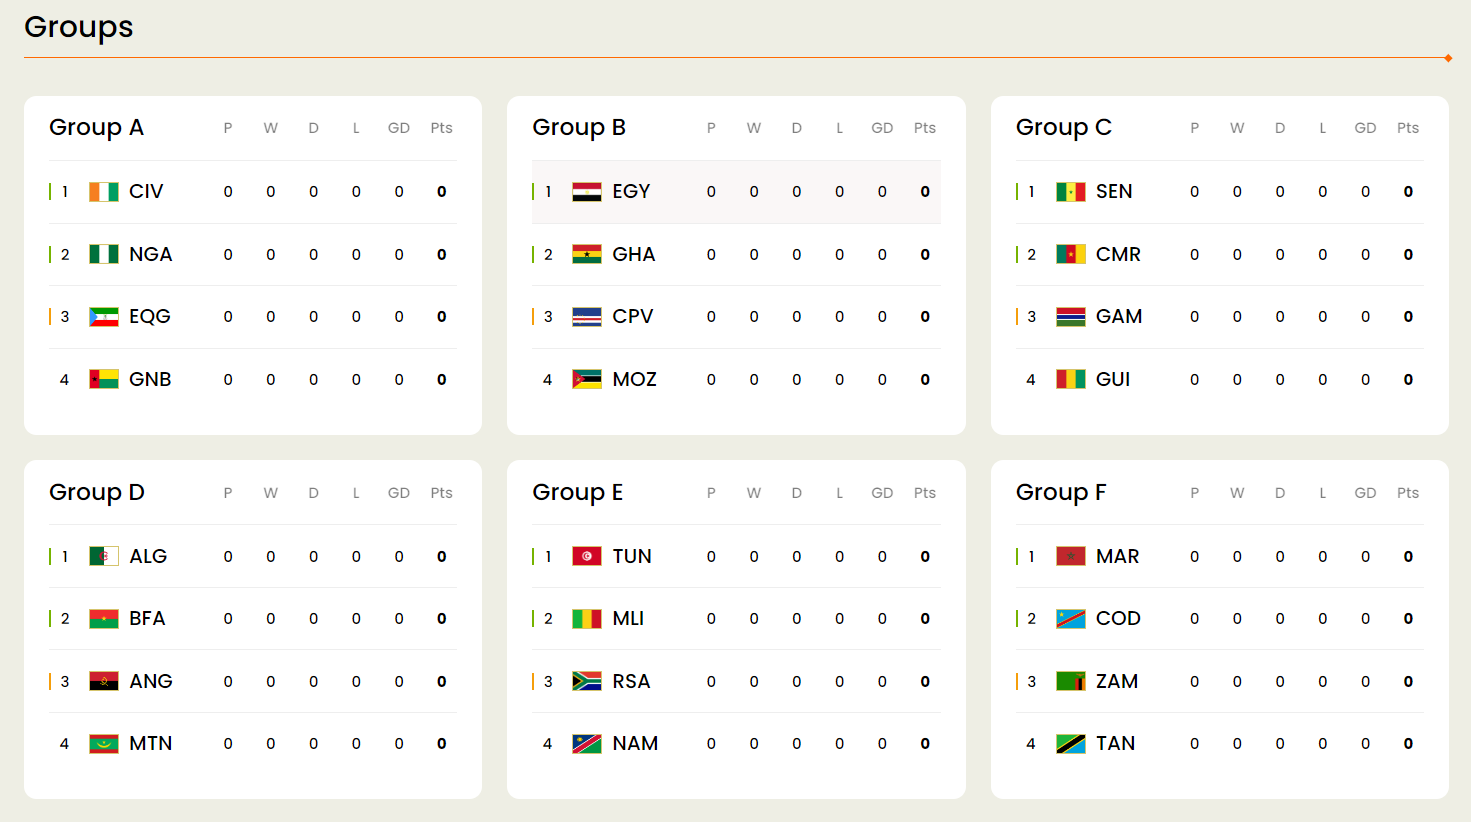 Groups
Group A P W D L GD Pts
1 CIV 0 0 0 0 0 0
2 NGA 0 0 0 0 0 0
3 EQG 0 0 0 0 0 0
4 GNB 0 0 0 0 0 0
Group B P W D L GD Pts
1 EGY 0 0 0 0 0 0
2 GHA 0 0 0 0 0 0
3 CPV 0 0 0 0 0 0
4 MOZ 0 0 0 0 0 0
Group C P W D L GD Pts
1 SEN 0 0 0 0 0 0
2 CMR 0 0 0 0 0 0
3 GAM 0 0 0 0 0 0
4 GUI 0 0 0 0 0 0
Group D P W D L GD Pts
1 ALG 0 0 0 0 0 0
2 BFA 0 0 0 0 0 0
3 ANG 0 0 0 0 0 0
4 MTN 0 0 0 0 0 0
Group E P W D L GD Pts
1 TUN 0 0 0 0 0 0
2 MLI 0 0 0 0 0 0
3 RSA 0 0 0 0 0 0
4 NAM 0 0 0 0 0 0
Group F P W D L GD Pts
1 MAR 0 0 0 0 0 0
2 COD 0 0 0 0 0 0
3 ZAM 0 0 0 0 0 0
4 TAN 0 0 0 0 0 0